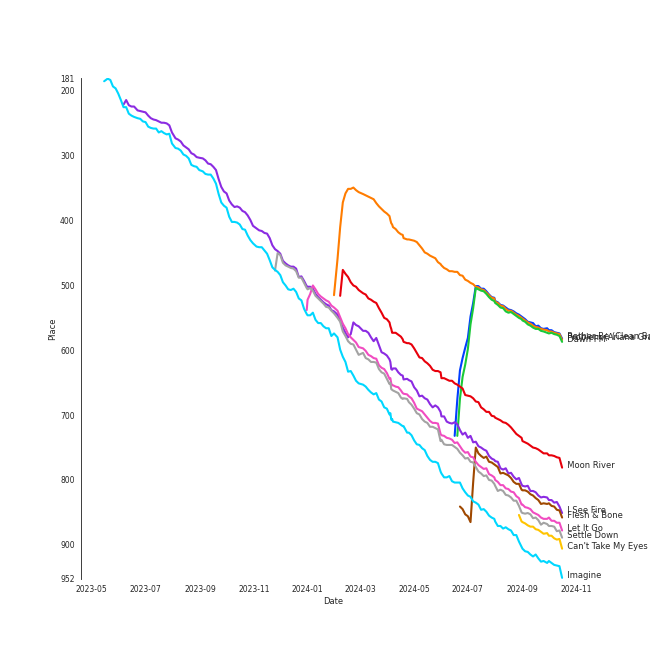 181
200
300
400
500
600
700
800
900
952
Place
2023-05
2023-07
2023-09
2023-11
2024-01
2024-03
2024-05
2024-07
2024-09
2024-11
Date
Moon River
I See Fire
Flesh & Bone
Let It Go
Settle Down
Can't Take My Eyes
Imagine